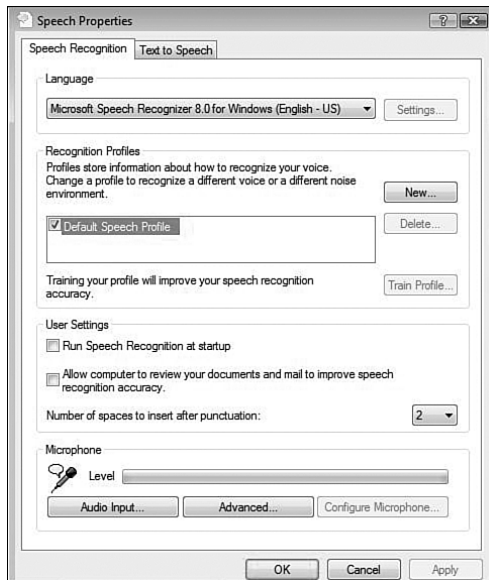 Speech Properties
Speech Recognition
Text to Speech
Language
Microsoft Speech Recognizer 8.0 for Windows (English - US)
Settings...
Recognition Profiles
Profiles store information about how to recognize your voice.
Change a profile to recognize a different voice or a different noise
environment.
New...
Default Speech Profile
Delete...
Training your profile will improve your speech recognition
accuracy.
Train Profile...
User Settings
Run Speech Recognition at startup
Allow computer to review your documents and mail to improve speech
recognition accuracy.
Number of spaces to insert after punctuation:
2
Microphone
Level
Audio Input...
Advanced...
Configure Microphone...
OK
Cancel
Apply